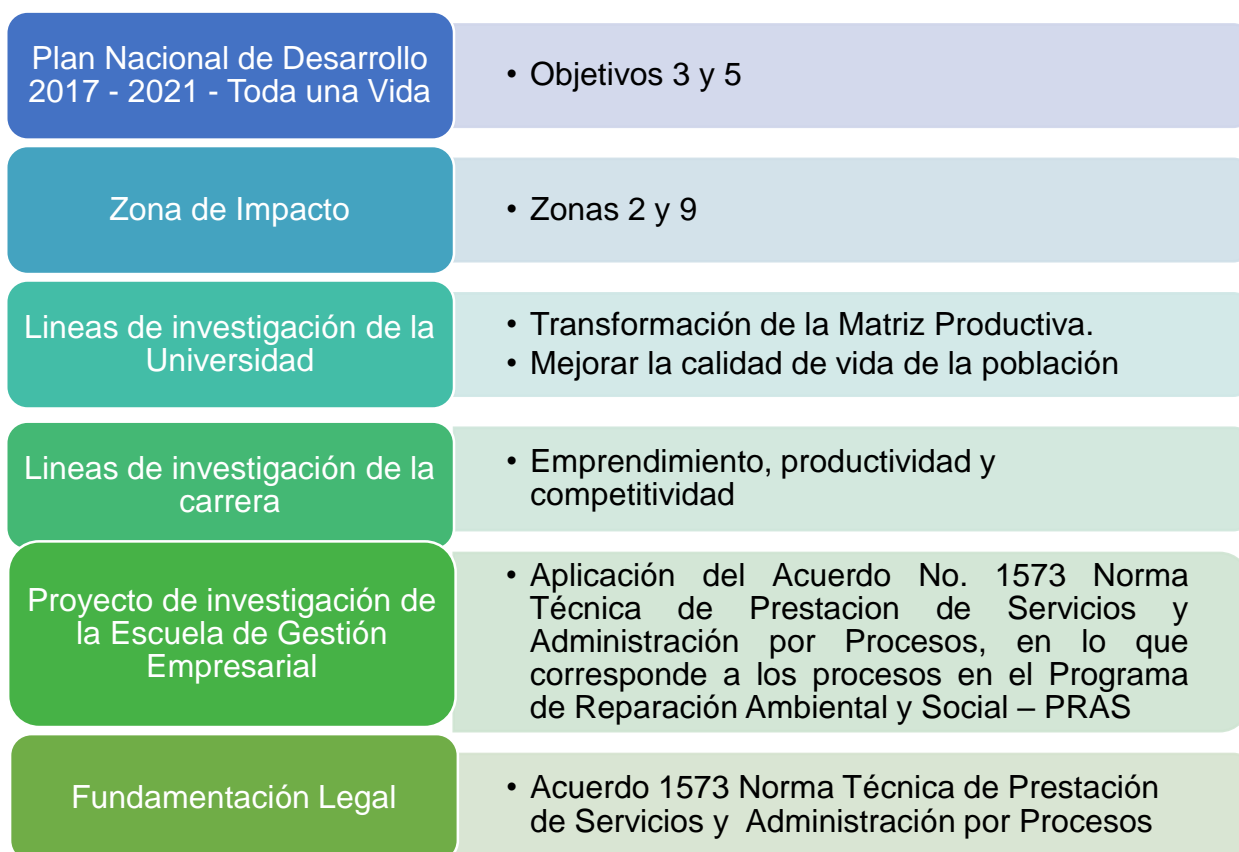 Plan Nacional de Desarrollo
2017 - 2021 - Toda una Vida
• Objetivos 3 y 5
Zona de Impacto
• Zonas 2 y 9
Lineas de investigación de la
Universidad
• Transformación de la Matriz Productiva.
• Mejorar la calidad de vida de la población
Lineas de investigación de la
carrera
• Emprendimiento, productividad y
competitividad
Proyecto de investigación de
la Escuela de Gestión
Empresarial
• Aplicación del Acuerdo No. 1573 Norma
Técnica de Prestacion de Servicios y
Administración por Procesos, en lo que
corresponde a los procesos en el Programa
de Reparación Ambiental y Social – PRAS
Fundamentación Legal
• Acuerdo 1573 Norma Técnica de Prestación
de Servicios y Administración por Procesos